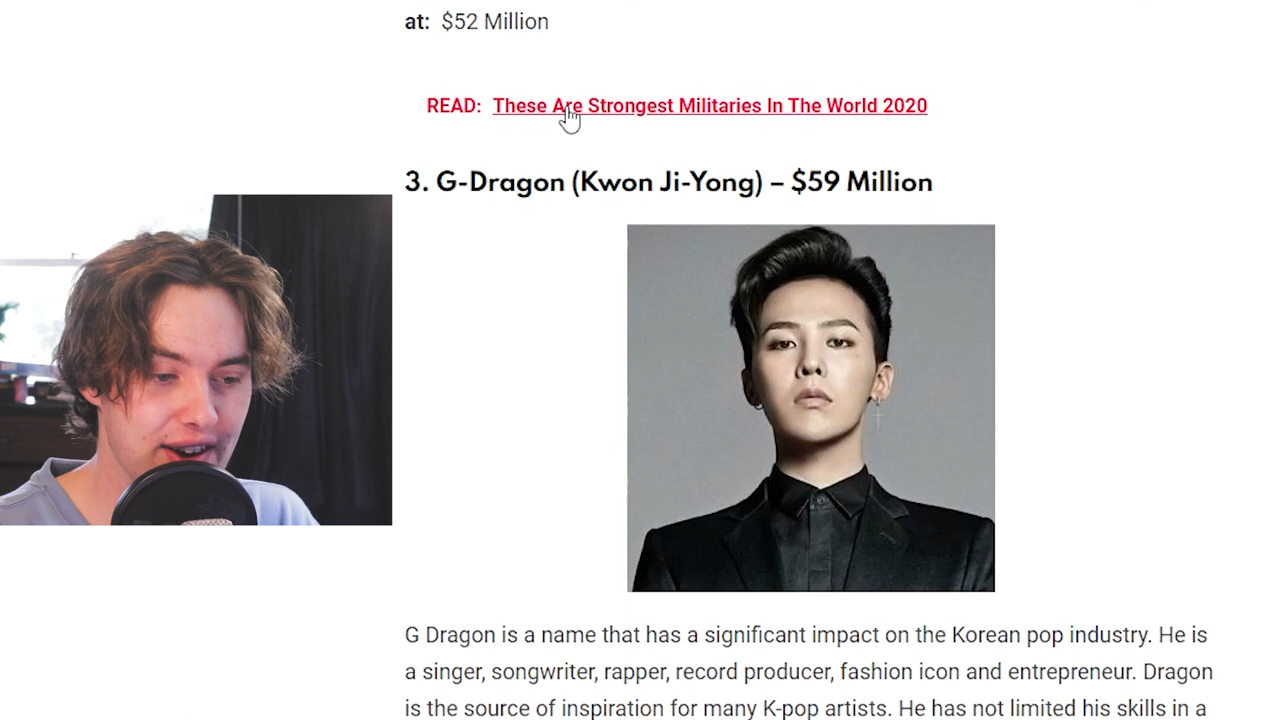 at: $52 Million
READ: These Are Strongest Militaries In The World 2020
3. G-Dragon (Kwon Ji-Yong) – $59 Million
G Dragon is a name that has a significant impact on the Korean pop industry. He is
a singer, songwriter, rapper, record producer, fashion icon and entrepreneur. Dragon
is the source of inspiration for many K-pop artists. He has not limited his skills in a